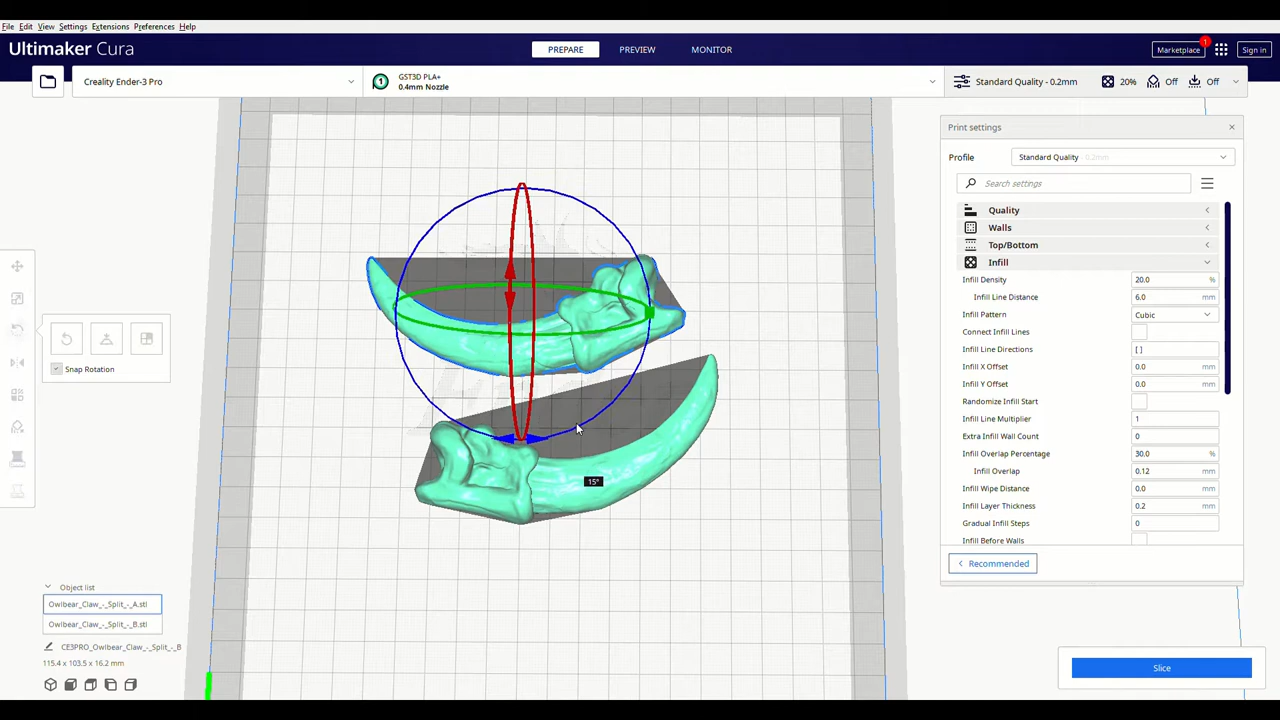 File Edit View Settings Extensions Preferences Help
Ultimaker Cura
PREPARE
PREVIEW
MONITOR
Marketplace
1
Sign in
Creality Ender-3 Pro
1
GST3D PLA+
0.4mm Nozzle
Standard Quality - 0.2mm
20%
Off
Off
Print settings
Profile
Standard Quality 0.2mm
Search settings
Quality
Walls
Top/Bottom
Infill
Infill Density 20.0 %
Infill Line Distance 6.0 mm
Infill Pattern Cubic
Connect Infill Lines
Infill Line Directions [ ]
Infill X Offset 0.0 mm
Infill Y Offset 0.0 mm
Randomize Infill Start
Infill Line Multiplier 1
Extra Infill Wall Count 0
Infill Overlap Percentage 30.0 %
Infill Overlap 0.12 mm
Infill Wipe Distance 0.0 mm
Infill Layer Thickness 0.2 mm
Gradual Infill Steps 0
Infill Before Walls
Recommended
Snap Rotation
15°
Object list
Owlbear_Claw_-_Split_-_A.stl
Owlbear_Claw_-_Split_-_B.stl
CE3PRO_Owlbear_Claw_-_Split_-_B
115.4 x 103.5 x 16.2 mm
Slice